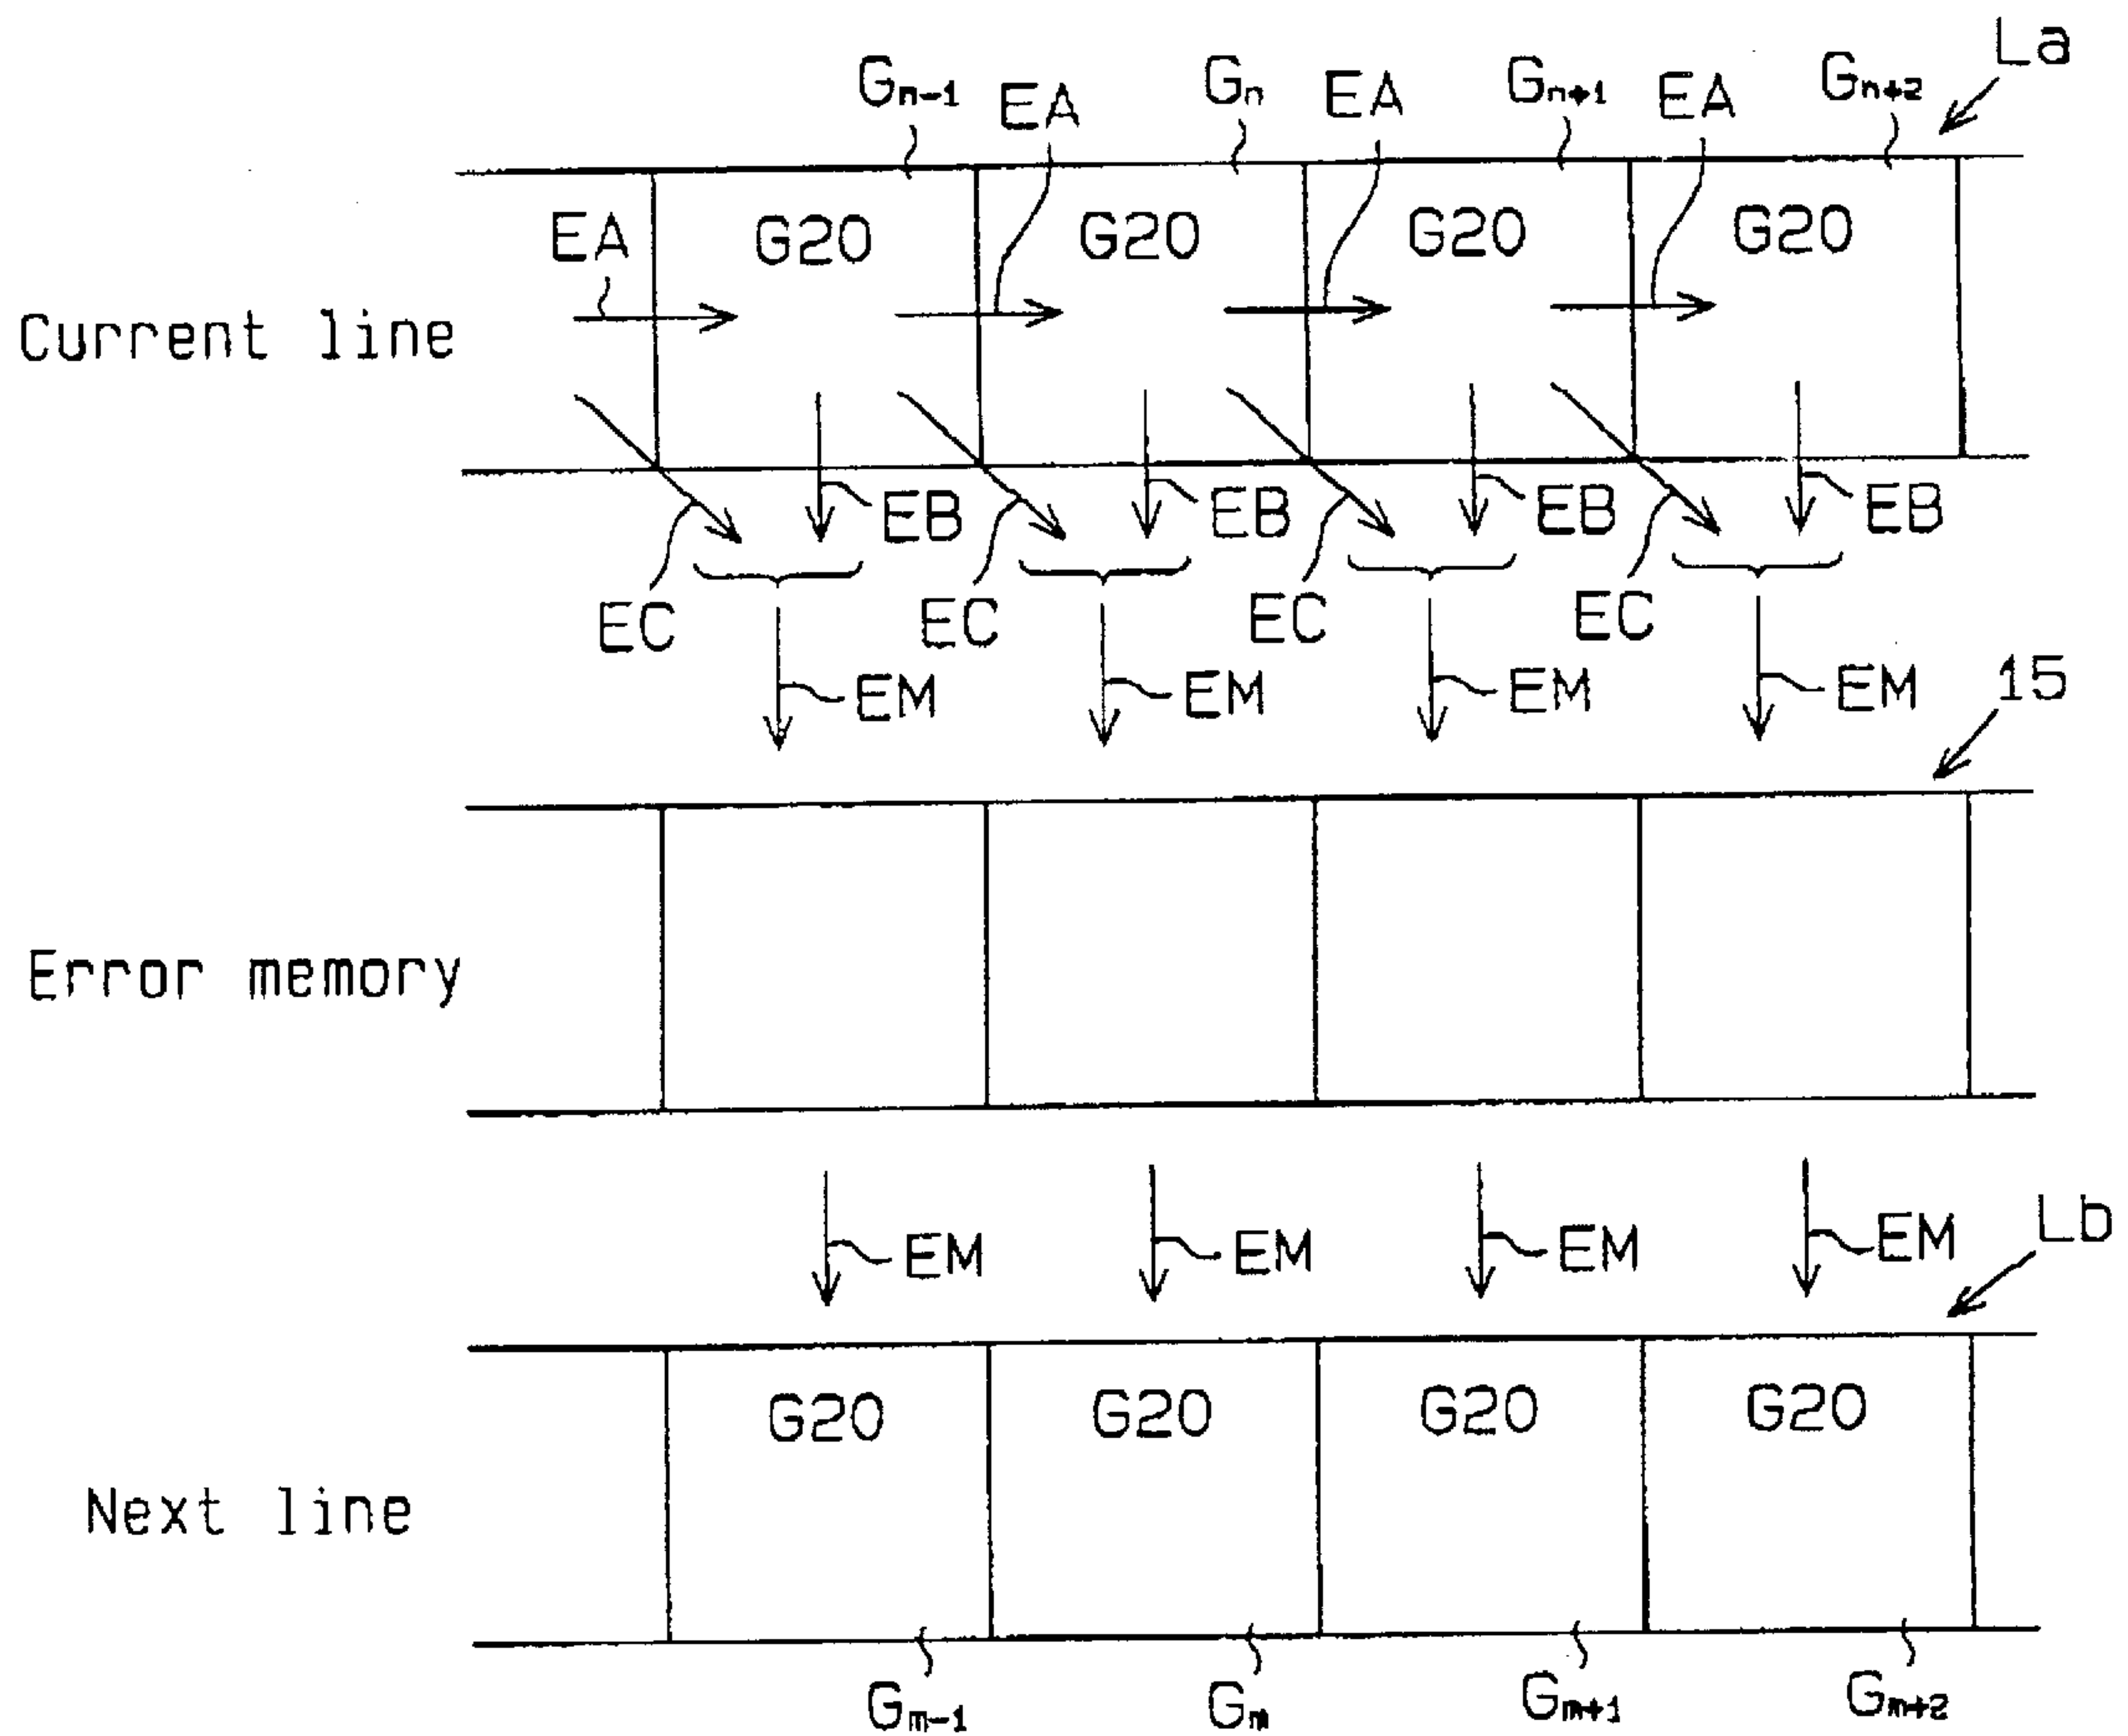 La
Gn-1 EA Gn EA Gn+1 EA Gn+2
EA G20 G20 G20 G20
Current line
EB EB EB EB
EC EC EC EC
EM EM EM EM
15
Error memory
EM EM EM EM
Lb
G20 G20 G20 G20
Next line
Gm-1 Gm Gm+1 Gm+2